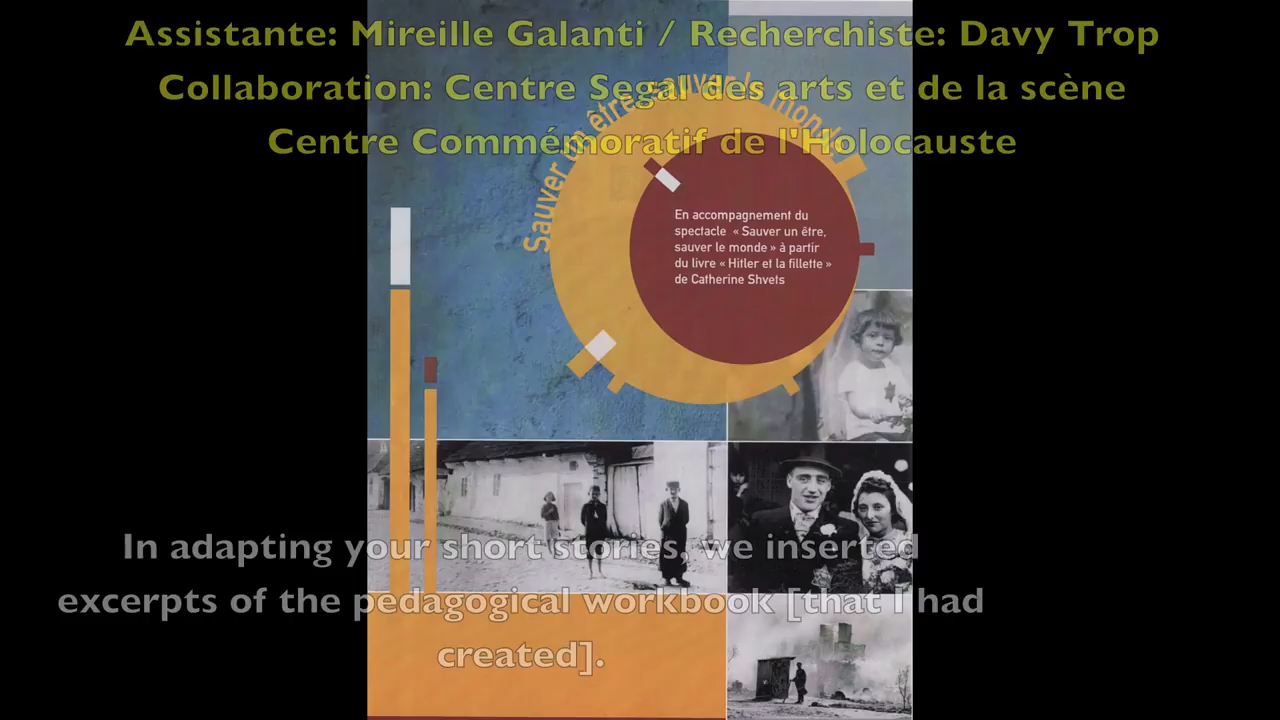 Assistante: Mireille Galanti / Recherchiste: Davy Trop
Collaboration: Centre Segal des arts et de la scène
Centre Commémoratif de l'Holocauste
Sauver un être, sauver le monde
En accompagnement du
spectacle « Sauver un être,
sauver le monde » à partir
du livre « Hitler et la fillette »
de Catherine Shvets
In adapting your short stories, we inserted
excerpts of the pedagogical workbook [that I had
created].